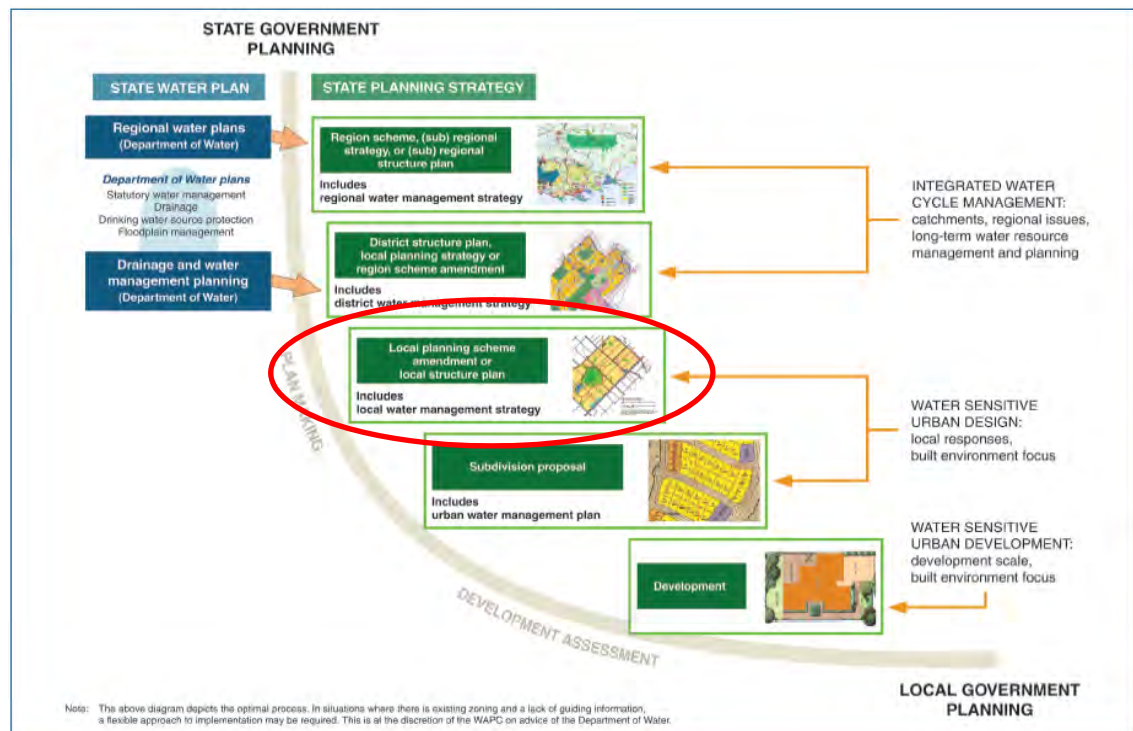 STATE GOVERNMENT
PLANNING
STATE WATER PLAN
STATE PLANNING STRATEGY
Regional water plans
(Department of Water)
Department of Water plans
Statutory water management
Drainage
Drinking water source protection
Floodplain management
Drainage and water
management planning
(Department of Water)
Region scheme, (sub) regional
strategy, or (sub) regional
structure plan
Includes
regional water management strategy
District structure plan,
local planning strategy or
region scheme amendment
Includes
district water management strategy
Local planning scheme
amendment or
local structure plan
Includes
local water management strategy
Subdivision proposal
Includes
urban water management plan
Development
INTEGRATED WATER
CYCLE MANAGEMENT:
catchments, regional issues,
long-term water resource
management and planning
WATER SENSITIVE
URBAN DESIGN:
local responses,
built environment focus
WATER SENSITIVE
URBAN DEVELOPMENT:
development scale,
built environment focus
PLAN MAKING
DEVELOPMENT ASSESSMENT
LOCAL GOVERNMENT
PLANNING
Note: The above diagram depicts the optimal process. In situations where there is existing zoning and a lack of guiding information,
a flexible approach to implementation may be required. This is at the discretion of the WAPC on advice of the Department of Water.